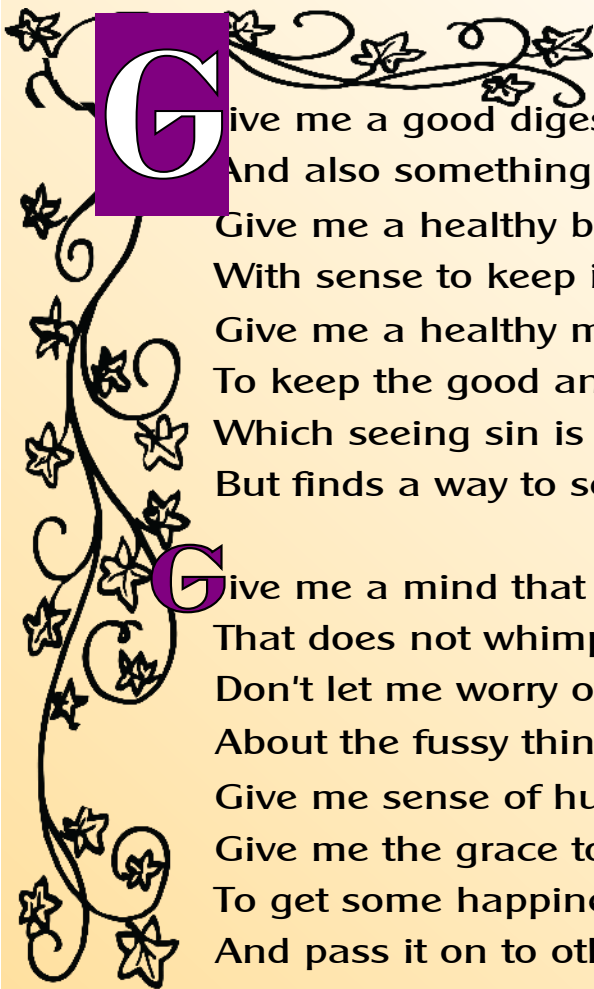 Give me a good diges
And also something
Give me a healthy b
With sense to keep i
Give me a healthy m
To keep the good an
Which seeing sin is
But finds a way to s
Give me a mind that
That does not whimp
Don't let me worry o
About the fussy thin
Give me sense of hu
Give me the grace to
To get some happine
And pass it on to oth